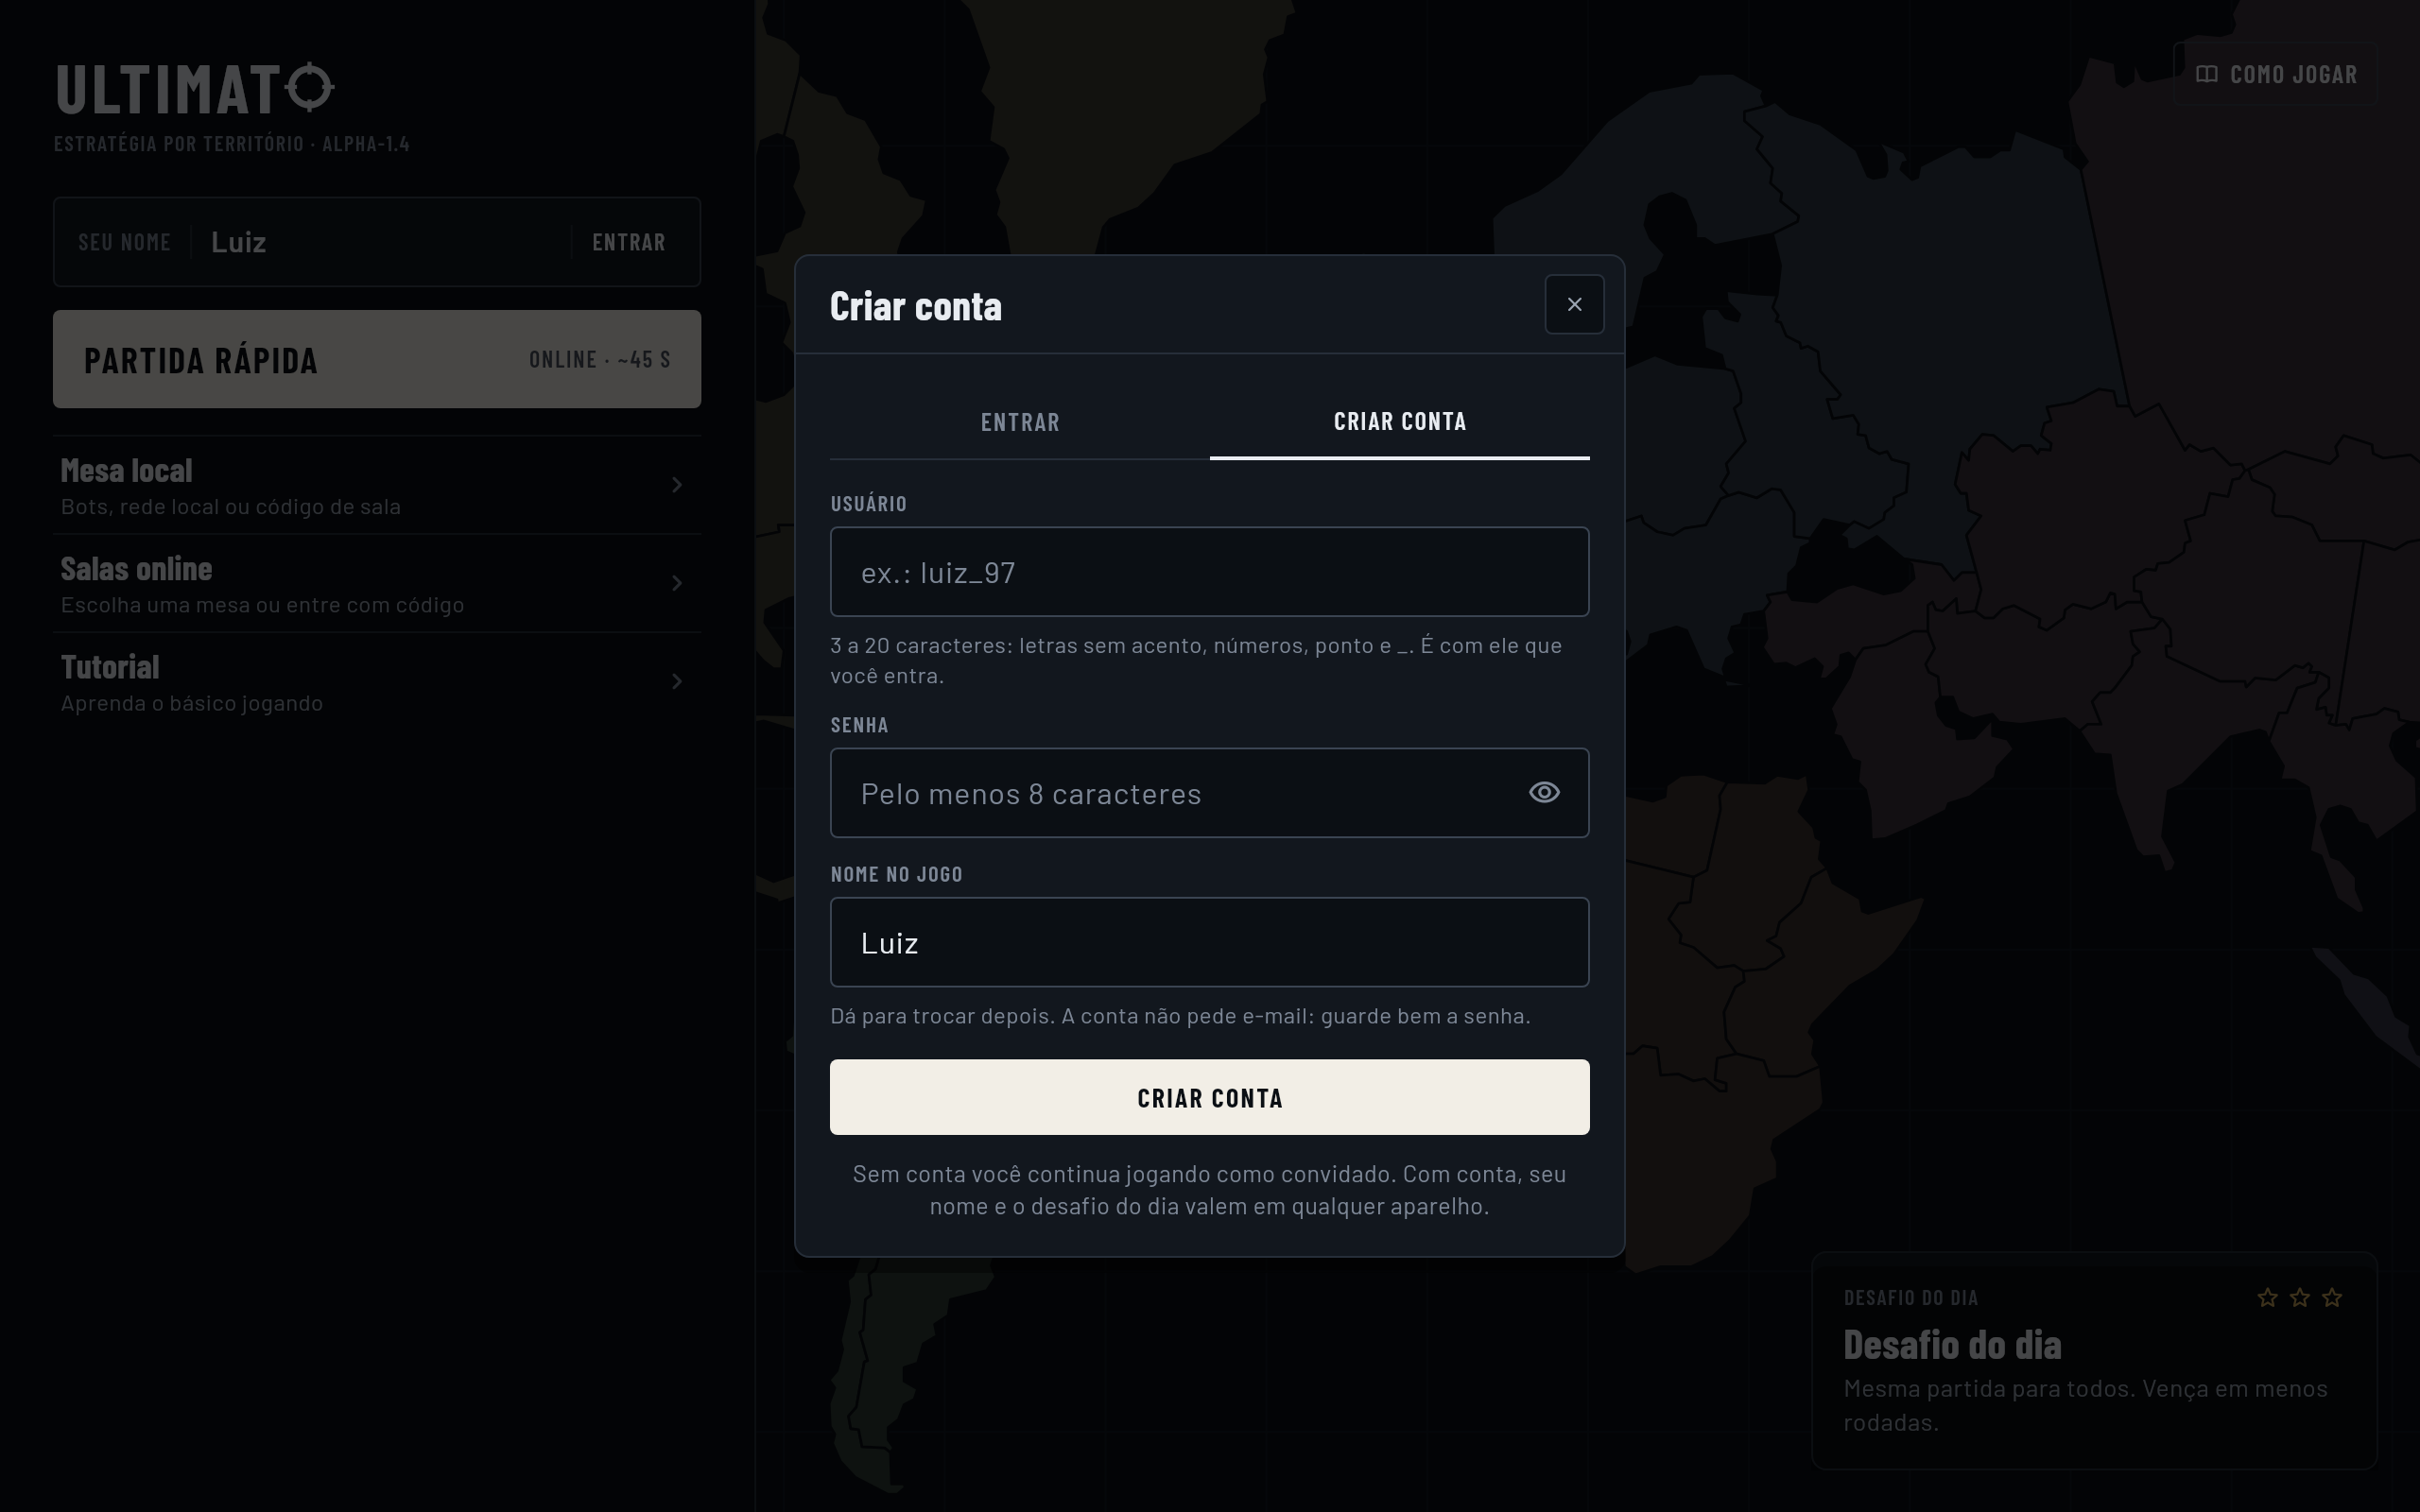 ULTIMATO
ESTRATÉGIA POR TERRITÓRIO · ALPHA-1.4
SEU NOME Luiz ENTRAR
PARTIDA RÁPIDA ONLINE · ~45 S
Mesa local
Bots, rede local ou código de sala
Salas online
Escolha uma mesa ou entre com código
Tutorial
Aprenda o básico jogando
COMO JOGAR
Criar conta
ENTRAR CRIAR CONTA
USUÁRIO
ex.: luiz_97
3 a 20 caracteres: letras sem acento, números, ponto e _. É com ele que
você entra.
SENHA
Pelo menos 8 caracteres
NOME NO JOGO
Luiz
Dá para trocar depois. A conta não pede e-mail: guarde bem a senha.
CRIAR CONTA
Sem conta você continua jogando como convidado. Com conta, seu
nome e o desafio do dia valem em qualquer aparelho.
DESAFIO DO DIA
Desafio do dia
Mesma partida para todos. Vença em menos
rodadas.